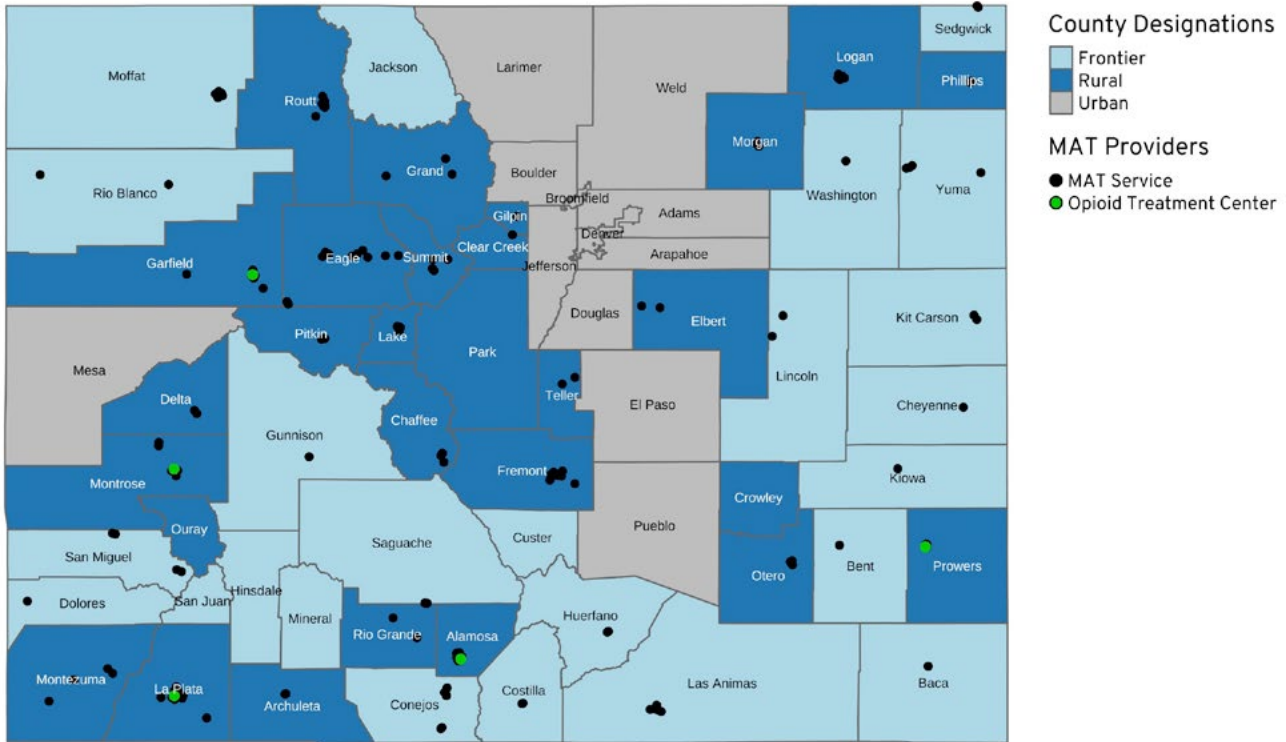 County Designations
Frontier
Rural
Urban
MAT Providers
MAT Service
Opioid Treatment Center
Sedgwick
Logan
Phillips
Moffat
Jackson
Larimer
Weld
Routt
Morgan
Washington
Yuma
Rio Blanco
Grand
Boulder
Broomfield
Gilpin
Adams
Denver
Clear Creek
Arapahoe
Jefferson
Garfield
Eagle
Summit
Douglas
Elbert
Kit Carson
Pitkin
Lake
Park
Mesa
Lincoln
Teller
Delta
El Paso
Cheyenne
Gunnison
Chaffee
Fremont
Kiowa
Montrose
Crowley
Ouray
Pueblo
Saguache
Custer
San Miguel
Otero
Bent
Prowers
Hinsdale
San Juan
Dolores
Mineral
Huerfano
Rio Grande
Alamosa
Montezuma
La Plata
Archuleta
Conejos
Costilla
Las Animas
Baca